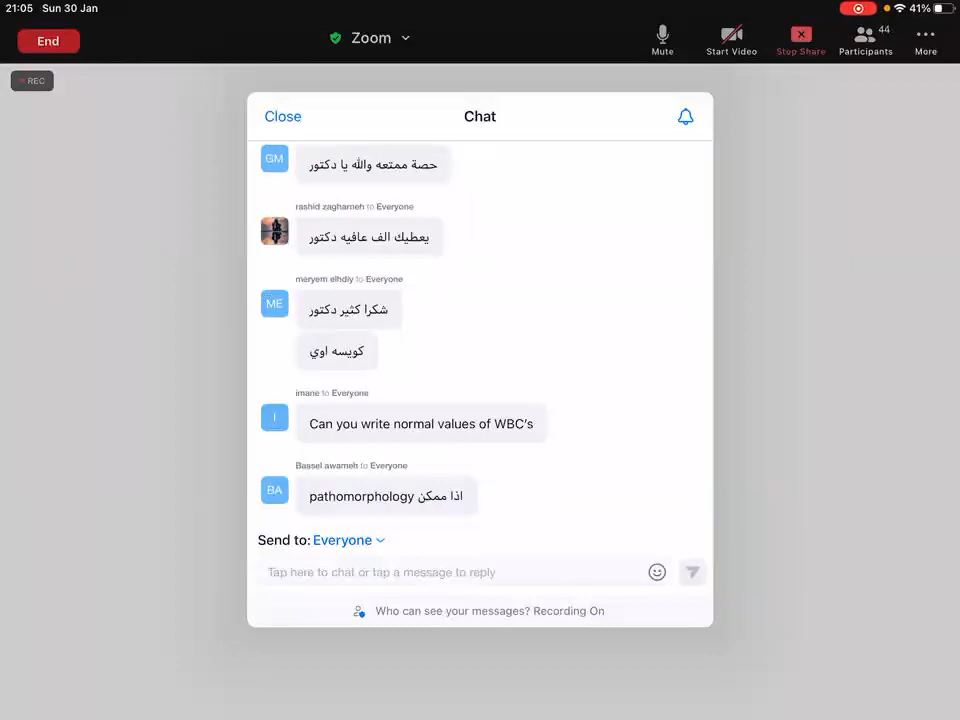 21:05 Sun 30 Jan
41%
End
Zoom
Mute
Start Video
Stop Share
Participants
44
More
REC
Close
Chat
GM
حصة ممتعه والله يا دكتور
rashid zaghameh to Everyone
يعطيك الف عافيه دكتور
meryem elhdiy to Everyone
ME
شكرا كثير دكتور
كويسه اوي
imane to Everyone
I
Can you write normal values of WBC's
Bassel awameh to Everyone
BA
pathomorphology اذا ممكن
Send to: Everyone
Tap here to chat or tap a message to reply
Who can see your messages? Recording On